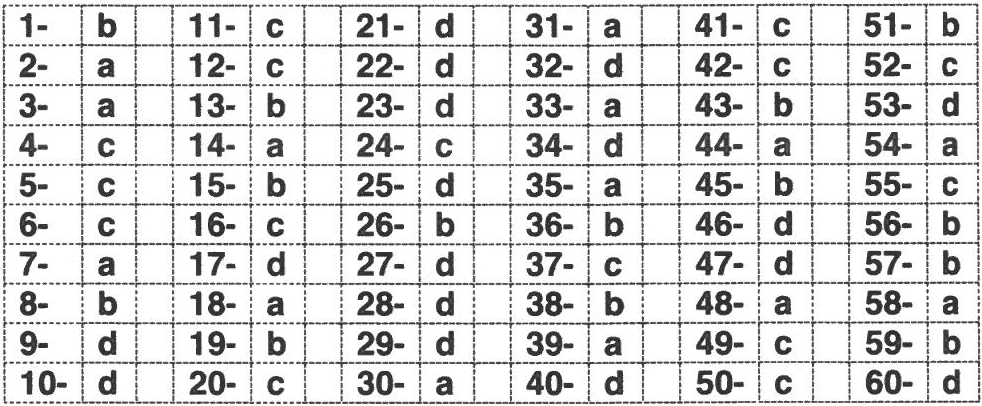 1- b 11- c 21- d 31- a 41- c 51- b
2- a 12- c 22- d 32- d 42- c 52- c
3- a 13- b 23- d 33- a 43- b 53- d
4- c 14- a 24- c 34- d 44- a 54- a
5- c 15- b 25- d 35- a 45- b 55- c
6- c 16- c 26- b 36- b 46- d 56- b
7- a 17- d 27- d 37- c 47- d 57- b
8- b 18- a 28- d 38- b 48- a 58- a
9- d 19- b 29- d 39- a 49- c 59- b
10- d 20- c 30- a 40- d 50- c 60- d